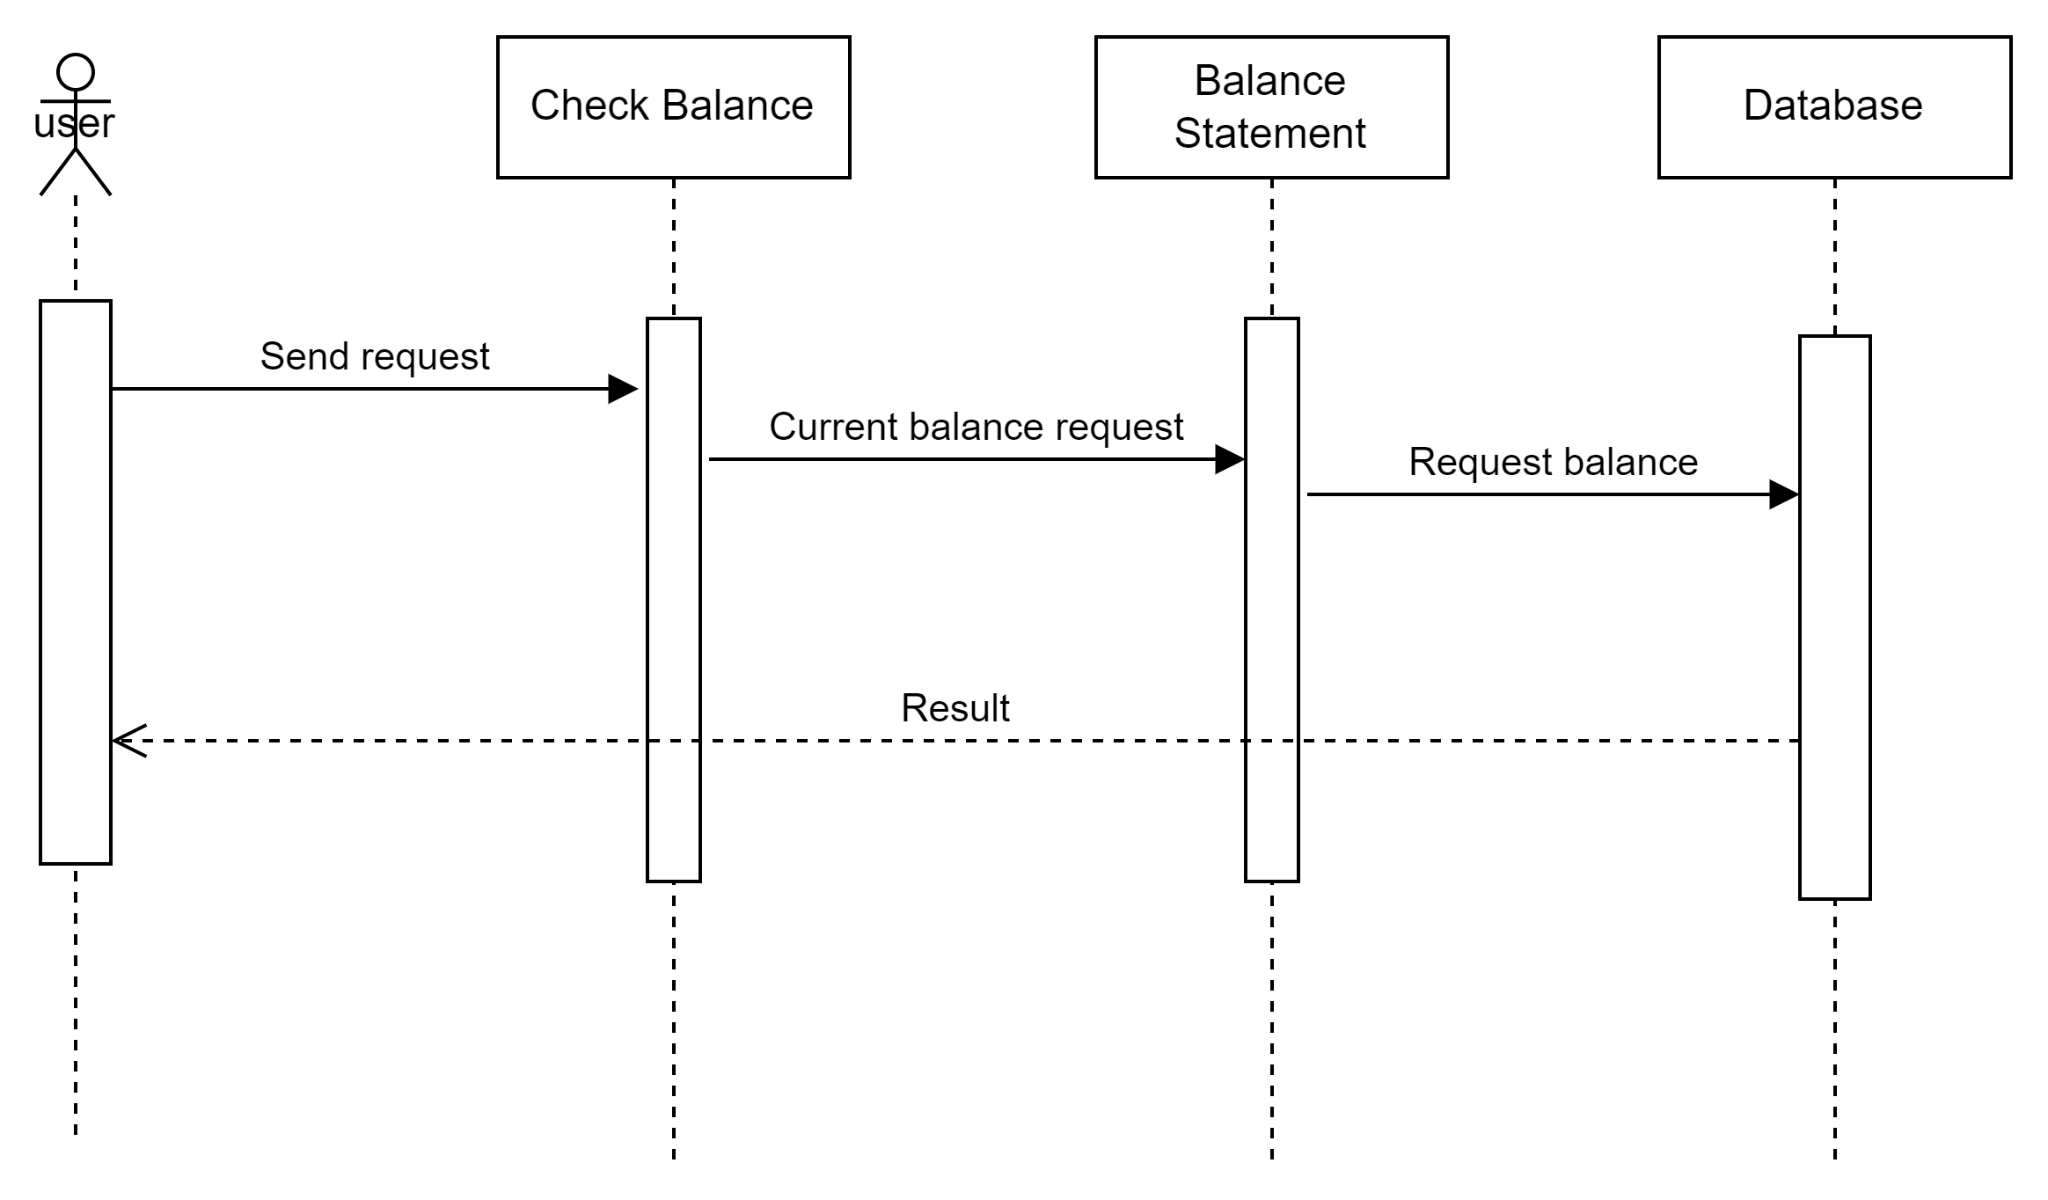 user
Check Balance
Balance
Statement
Database
Send request
Current balance request
Request balance
Result